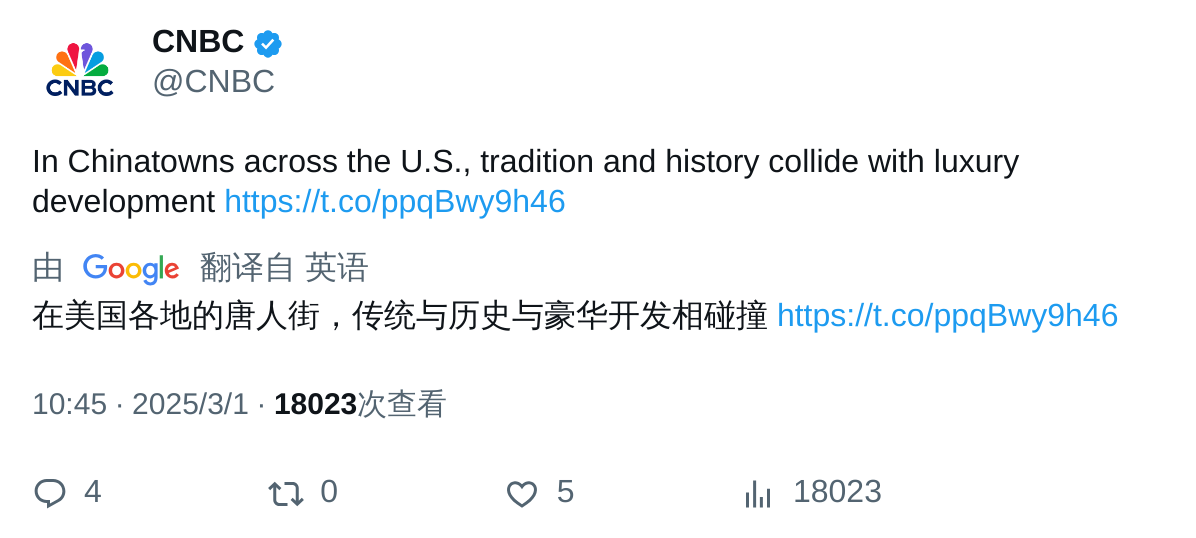 CNBC
CNBC
@CNBC
In Chinatowns across the U.S., tradition and history collide with luxury
development https://t.co/ppqBwy9h46
由 Google 翻译自 英语
在美国各地的唐人街，传统与历史与豪华开发相碰撞 https://t.co/ppqBwy9h46
10:45 · 2025/3/1 · 18023次查看
4 0 5 18023